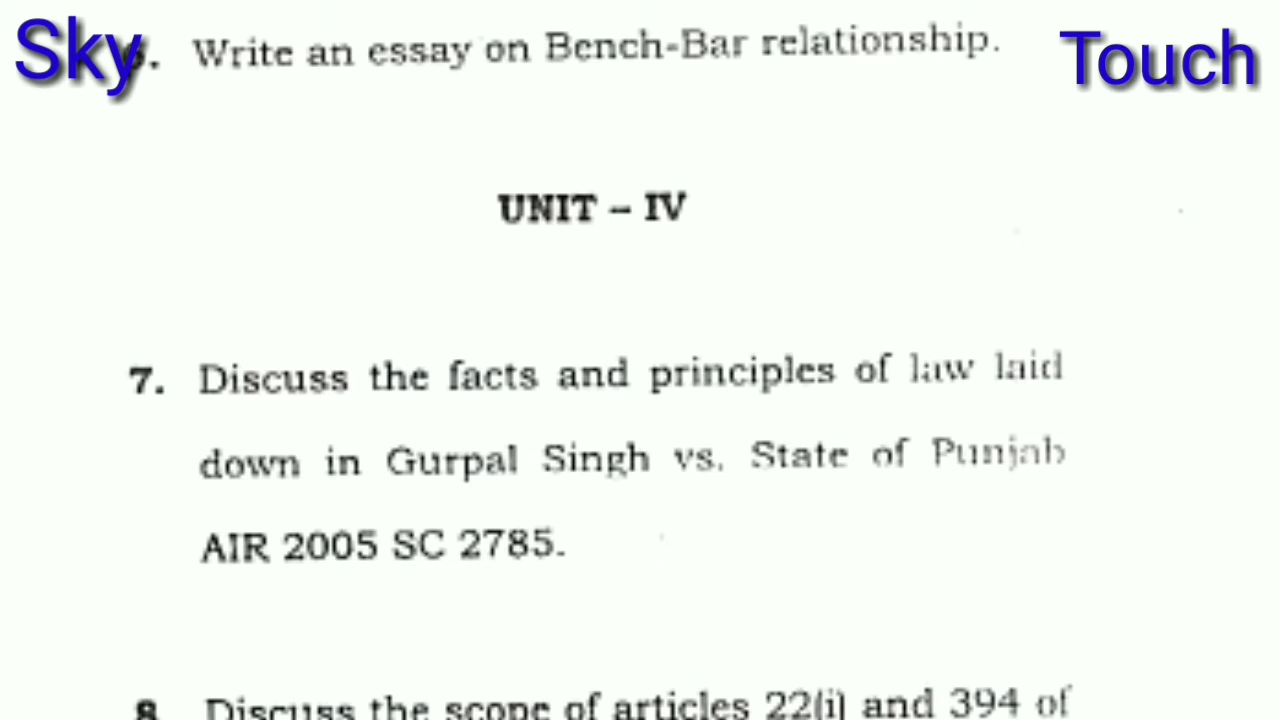 Sky Touch
6. Write an essay on Bench-Bar relationship.
UNIT – IV
7. Discuss the facts and principles of law laid
down in Gurpal Singh vs. State of Punjab
AIR 2005 SC 2785.
8. Discuss the scope of articles 22(i) and 394 of